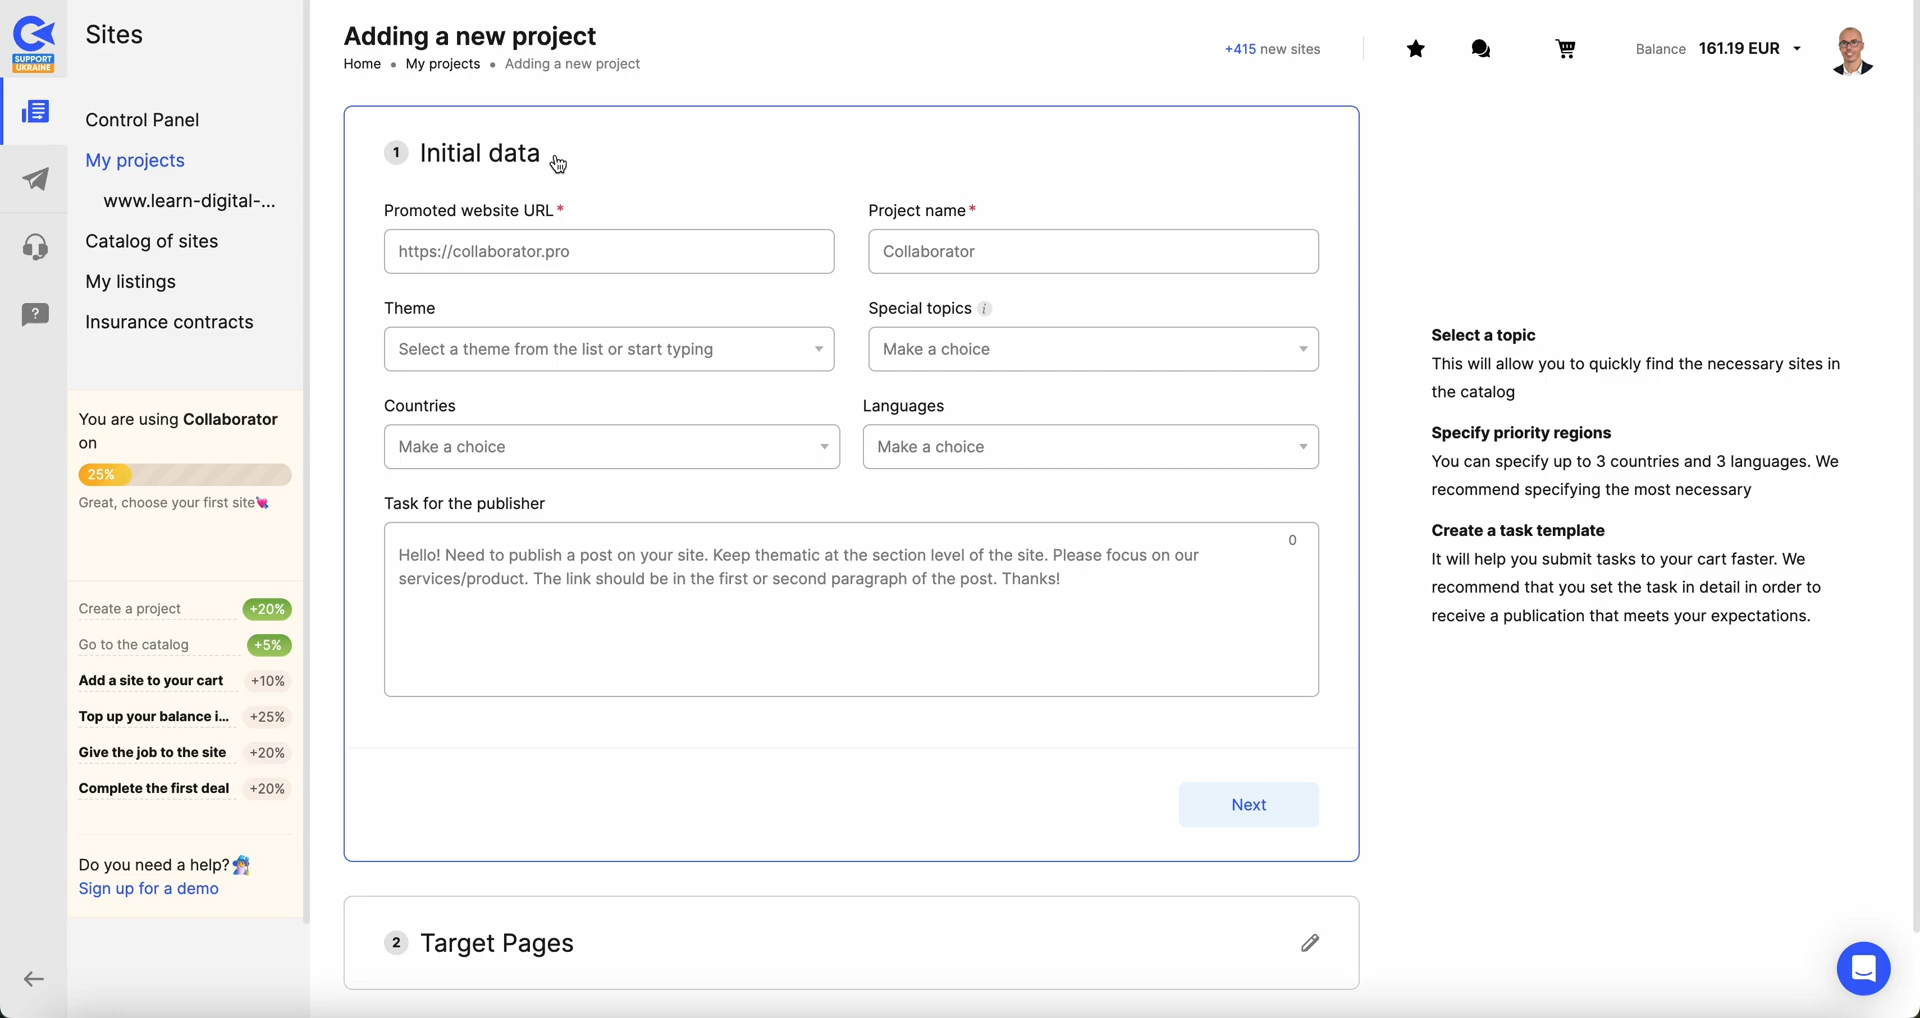 SUPPORT
UKRAINE
Sites
Control Panel
My projects
www.learn-digital-...
Catalog of sites
My listings
Insurance contracts
You are using Collaborator
on
25%
Great, choose your first site💘
Create a project +20%
Go to the catalog +5%
Add a site to your cart +10%
Top up your balance i... +25%
Give the job to the site +20%
Complete the first deal +20%
Do you need a help?
Sign up for a demo
Adding a new project
Home • My projects • Adding a new project
+415 new sites
Balance 161.19 EUR
1 Initial data
Promoted website URL*
https://collaborator.pro
Project name*
Collaborator
Theme
Select a theme from the list or start typing
Special topics i
Make a choice
Countries
Make a choice
Languages
Make a choice
Task for the publisher
0
Hello! Need to publish a post on your site. Keep thematic at the section level of the site. Please focus on our
services/product. The link should be in the first or second paragraph of the post. Thanks!
Next
2 Target Pages
Select a topic
This will allow you to quickly find the necessary sites in
the catalog
Specify priority regions
You can specify up to 3 countries and 3 languages. We
recommend specifying the most necessary
Create a task template
It will help you submit tasks to your cart faster. We
recommend that you set the task in detail in order to
receive a publication that meets your expectations.